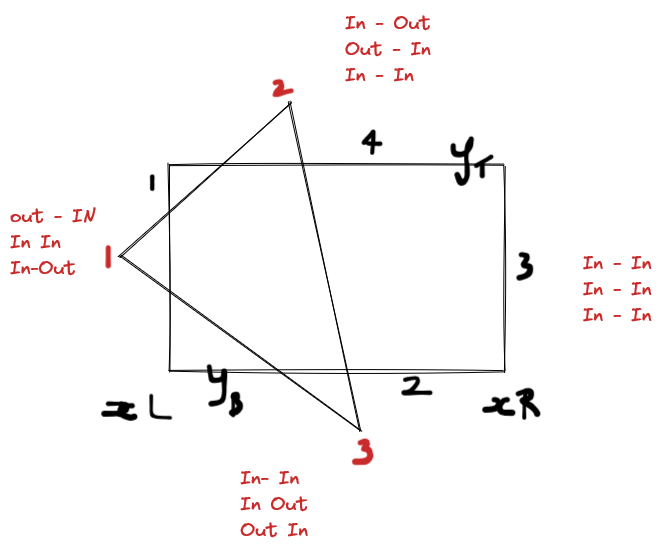 In - Out
Out - In
In - In
2
4
yT
1
out - IN
In In
In-Out
1
3
In - In
In - In
In - In
xL
yB
2
xR
3
In- In
In Out
Out In